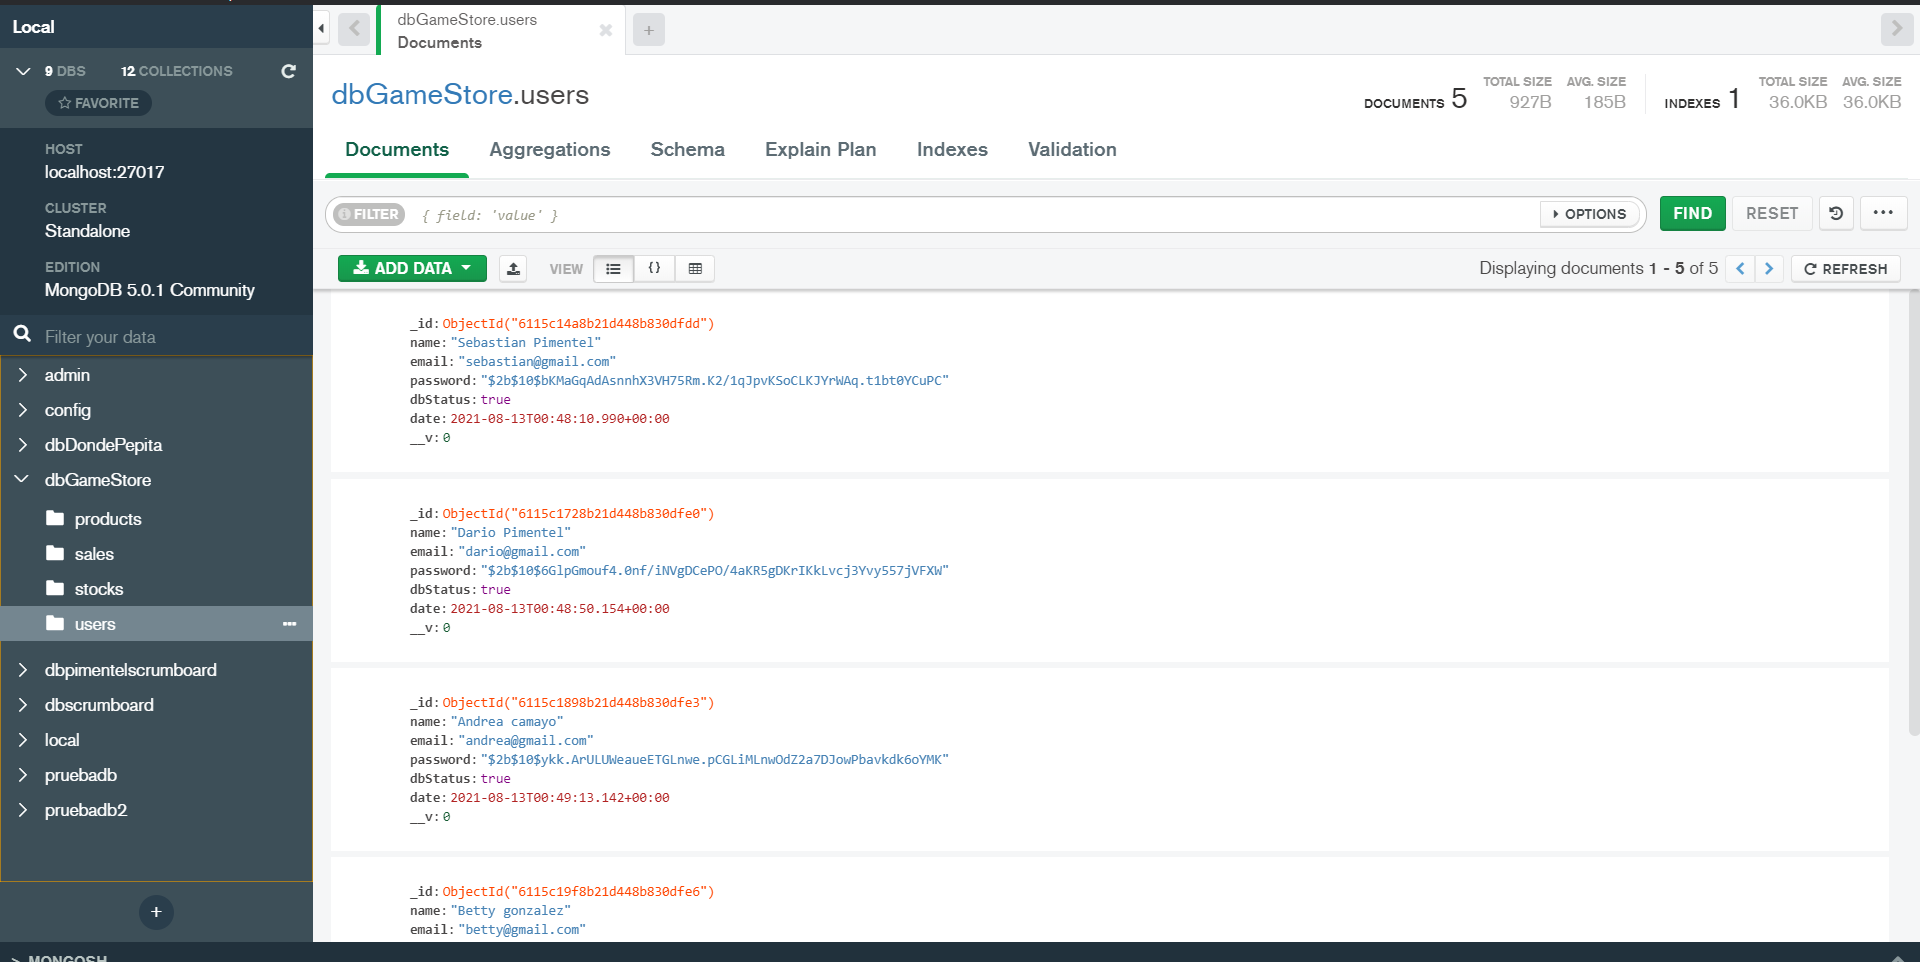 Local
9 DBS 12 COLLECTIONS
FAVORITE
HOST
localhost:27017
CLUSTER
Standalone
EDITION
MongoDB 5.0.1 Community
Filter your data
admin
config
dbDondePepita
dbGameStore
products
sales
stocks
users
dbpimentelscrumboard
dbscrumboard
local
pruebadb
pruebadb2
+
>_MONGOSH
dbGameStore.users
Documents
+
dbGameStore.users
DOCUMENTS 5
TOTAL SIZE AVG. SIZE
927B 185B
INDEXES 1
TOTAL SIZE AVG. SIZE
36.0KB 36.0KB
Documents Aggregations Schema Explain Plan Indexes Validation
FILTER { field: 'value' } OPTIONS FIND RESET ...
ADD DATA VIEW {} Displaying documents 1 - 5 of 5 REFRESH
_id:ObjectId("6115c14a8b21d448b830dfdd")
name:"Sebastian Pimentel"
email:"sebastian@gmail.com"
password:"$2b$10$bKMaGqAdAsnnhX3VH75Rm.K2/1qJpvKSoCLKJYrWAq.t1bt0YCuPC"
dbStatus:true
date:2021-08-13T00:48:10.990+00:00
__v:0
_id:ObjectId("6115c1728b21d448b830dfe0")
name:"Dario Pimentel"
email:"dario@gmail.com"
password:"$2b$10$6GlpGmouf4.0nf/iNVgDCePO/4aKR5gDKrIKkLvcj3Yvy557jVFXW"
dbStatus:true
date:2021-08-13T00:48:50.154+00:00
__v:0
_id:ObjectId("6115c1898b21d448b830dfe3")
name:"Andrea camayo"
email:"andrea@gmail.com"
password:"$2b$10$ykk.ArULUWeaueETGLnwe.pCGLiMLnwOdZ2a7DJowPbavkdk6oYMK"
dbStatus:true
date:2021-08-13T00:49:13.142+00:00
__v:0
_id:ObjectId("6115c19f8b21d448b830dfe6")
name:"Betty gonzalez"
email:"betty@gmail.com"